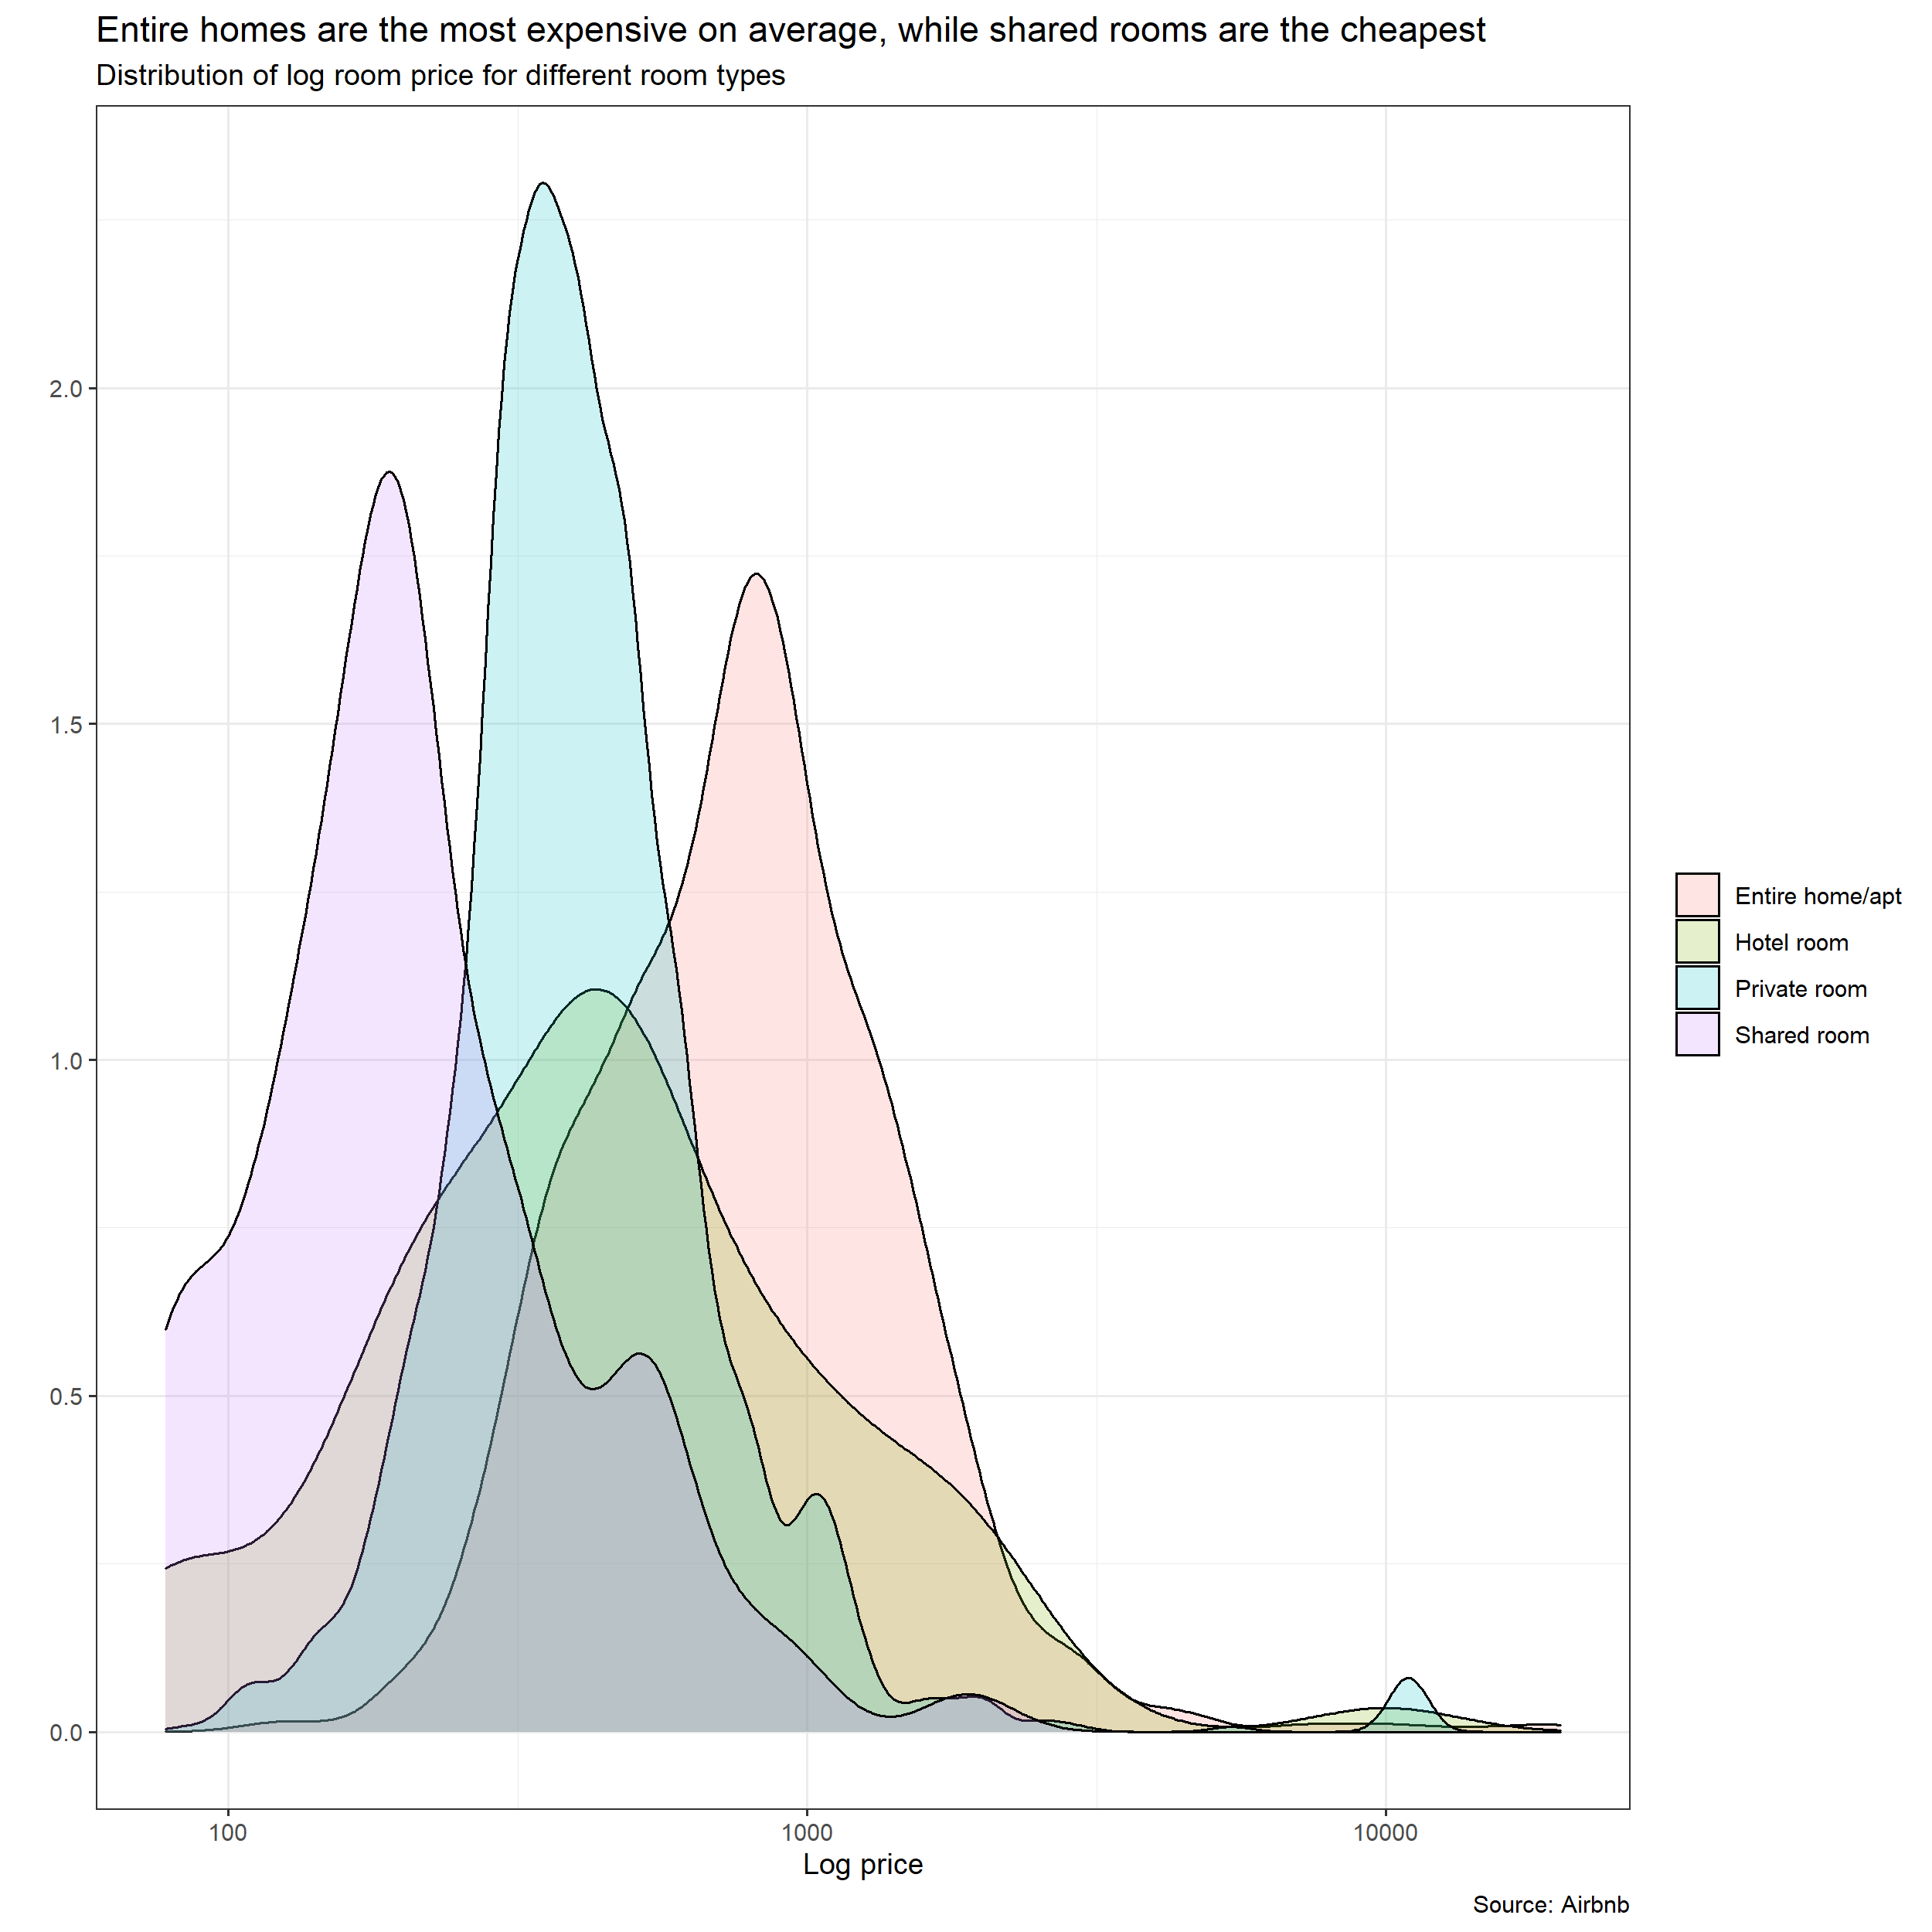 Entire homes are the most expensive on average, while shared rooms are the cheapest
Distribution of log room price for different room types
2.0
1.5
1.0
0.5
0.0
100
1000
10000
Log price
Entire home/apt
Hotel room
Private room
Shared room
Source: Airbnb